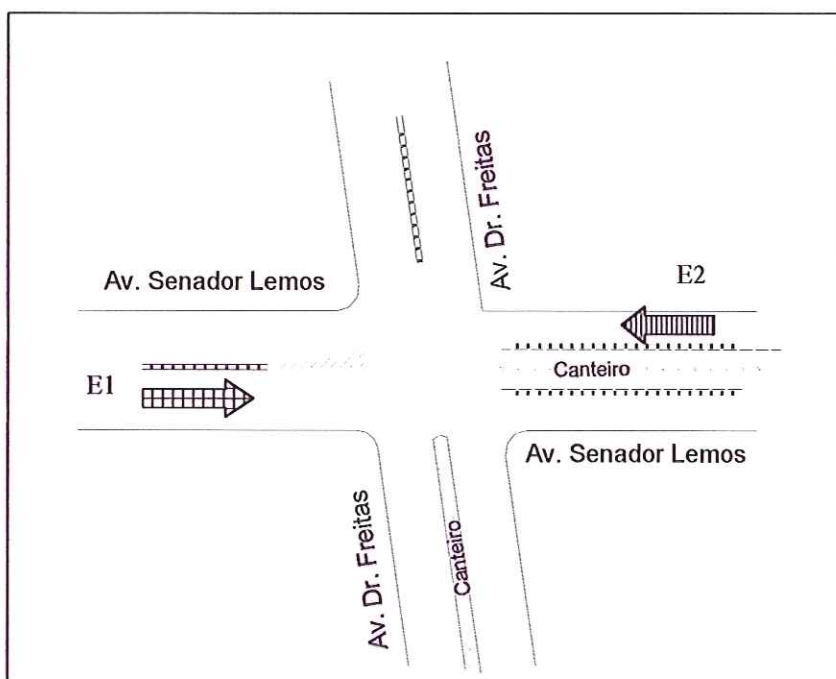 Av. Dr. Freitas
Av. Senador Lemos
E2
E1
Canteiro
Av. Senador Lemos
Av. Dr. Freitas
Canteiro